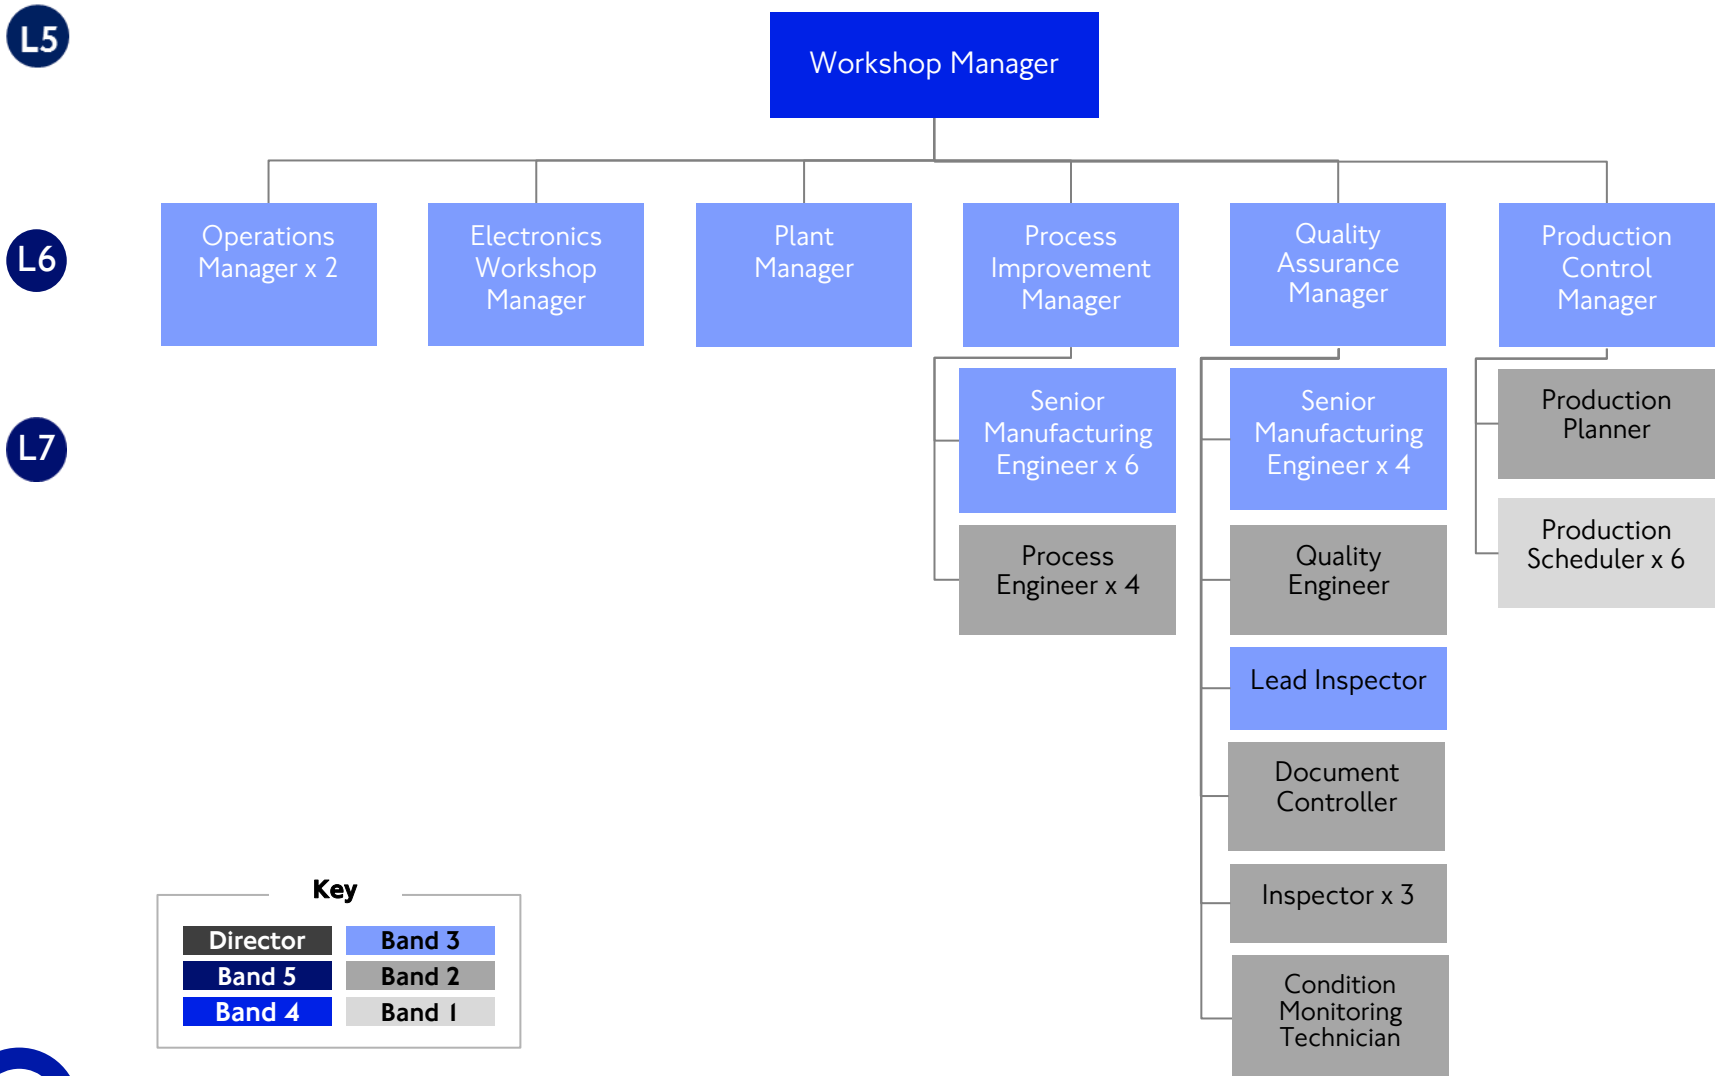 L5
Workshop Manager
L6
Operations
Manager x 2
Electronics
Workshop
Manager
Plant
Manager
Process
Improvement
Manager
Quality
Assurance
Manager
Production
Control
Manager
L7
Senior
Manufacturing
Engineer x 6
Process
Engineer x 4
Senior
Manufacturing
Engineer x 4
Quality
Engineer
Lead Inspector
Document
Controller
Inspector x 3
Condition
Monitoring
Technician
Production
Planner
Production
Scheduler x 6
Key
Director
Band 3
Band 5
Band 2
Band 4
Band 1